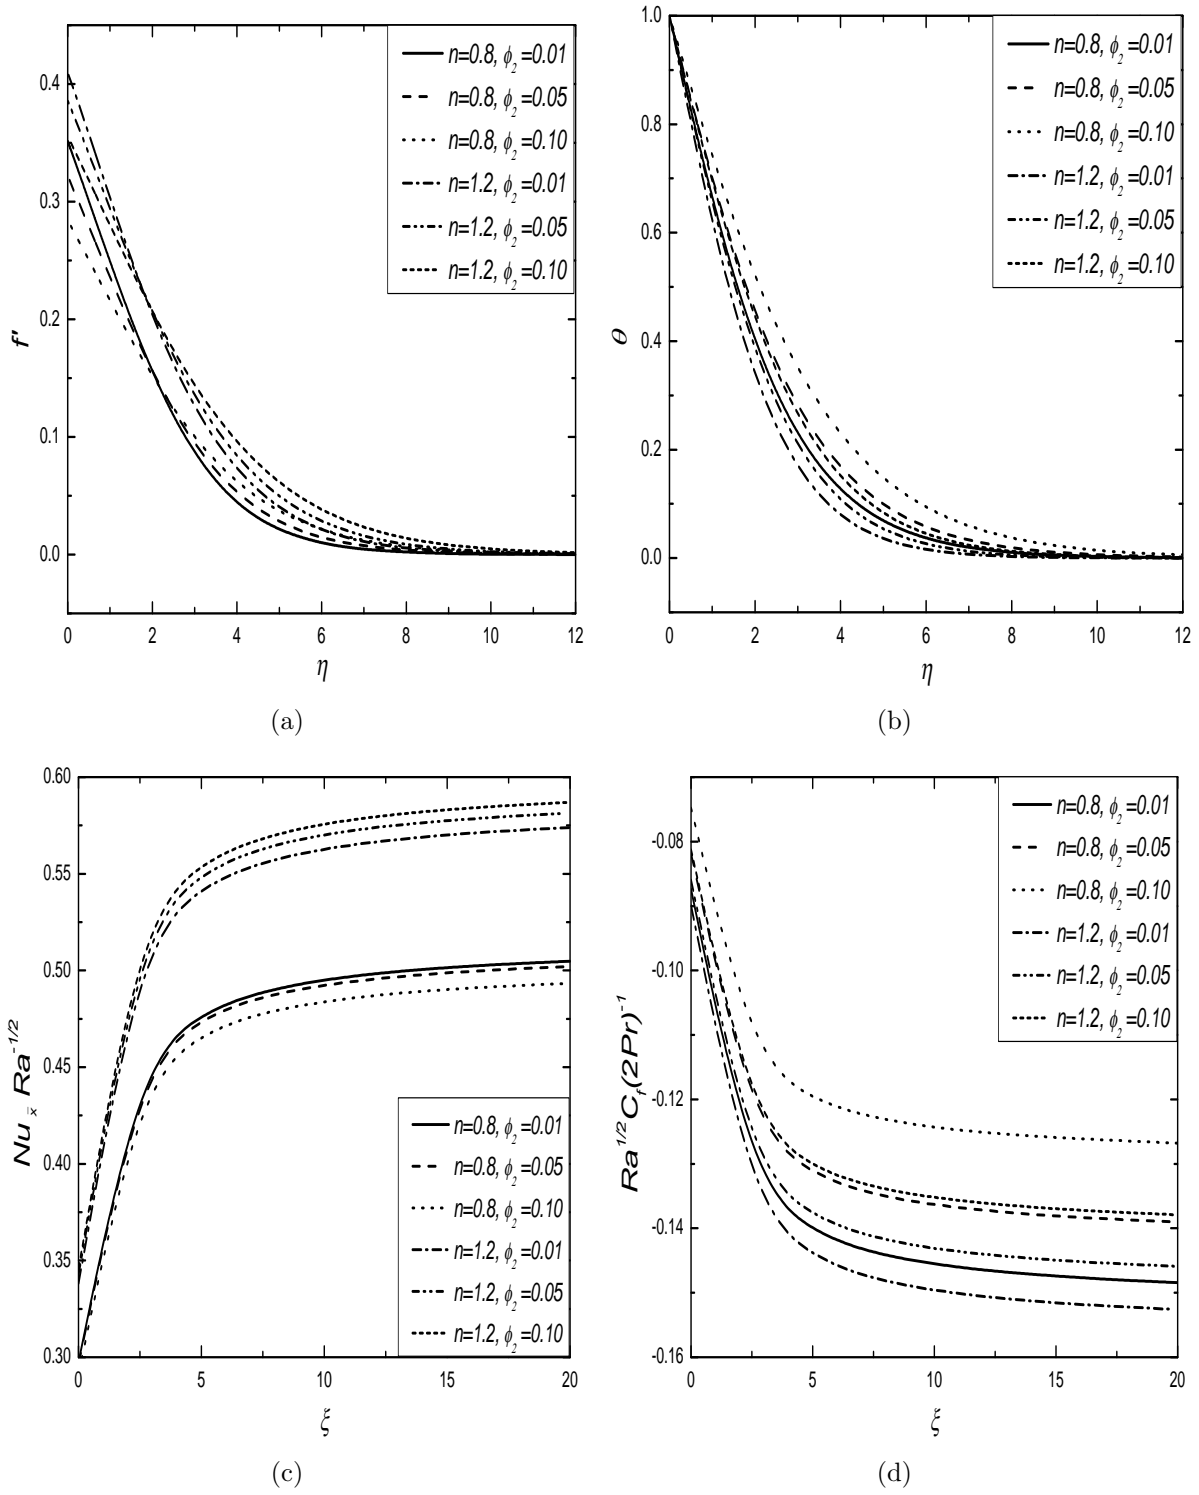 n=0.8, ϕ₂=0.01
n=0.8, ϕ₂=0.05
n=0.8, ϕ₂=0.10
n=1.2, ϕ₂=0.01
n=1.2, ϕ₂=0.05
n=1.2, ϕ₂=0.10
0.4
0.3
0.2
0.1
0.0
f'
0 2 4 6 8 10 12
η
(a)
n=0.8, ϕ₂=0.01
n=0.8, ϕ₂=0.05
n=0.8, ϕ₂=0.10
n=1.2, ϕ₂=0.01
n=1.2, ϕ₂=0.05
n=1.2, ϕ₂=0.10
1.0
0.8
0.6
0.4
0.2
0.0
θ
0 2 4 6 8 10 12
η
(b)
0.60
0.55
0.50
0.45
0.40
0.35
0.30
Nu_x̄ Ra^-1/2
n=0.8, ϕ₂=0.01
n=0.8, ϕ₂=0.05
n=0.8, ϕ₂=0.10
n=1.2, ϕ₂=0.01
n=1.2, ϕ₂=0.05
n=1.2, ϕ₂=0.10
0 5 10 15 20
ξ
(c)
n=0.8, ϕ₂=0.01
n=0.8, ϕ₂=0.05
n=0.8, ϕ₂=0.10
n=1.2, ϕ₂=0.01
n=1.2, ϕ₂=0.05
n=1.2, ϕ₂=0.10
-0.08
-0.10
-0.12
-0.14
-0.16
Ra^1/2 C_f(2Pr)^-1
0 5 10 15 20
ξ
(d)